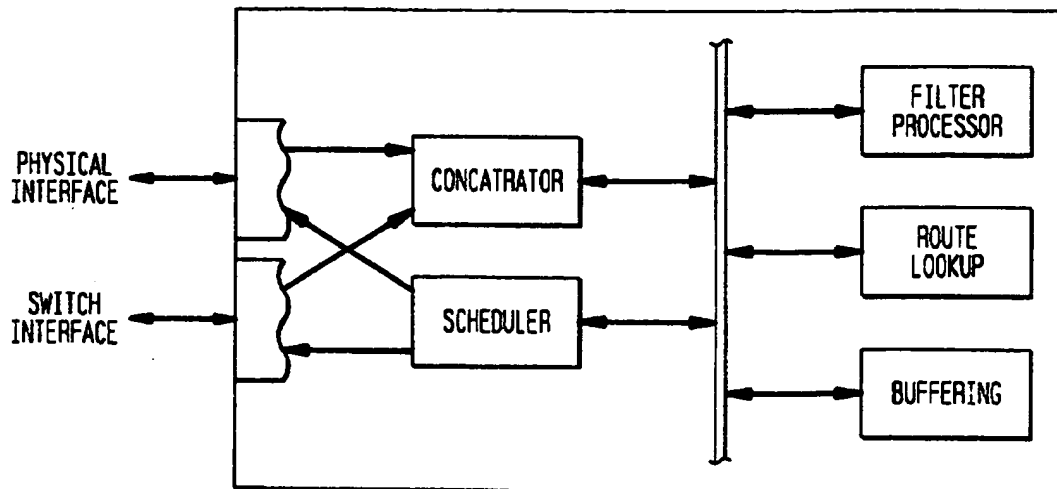 PHYSICAL
INTERFACE
SWITCH
INTERFACE
CONCATRATOR
SCHEDULER
FILTER
PROCESSOR
ROUTE
LOOKUP
BUFFERING